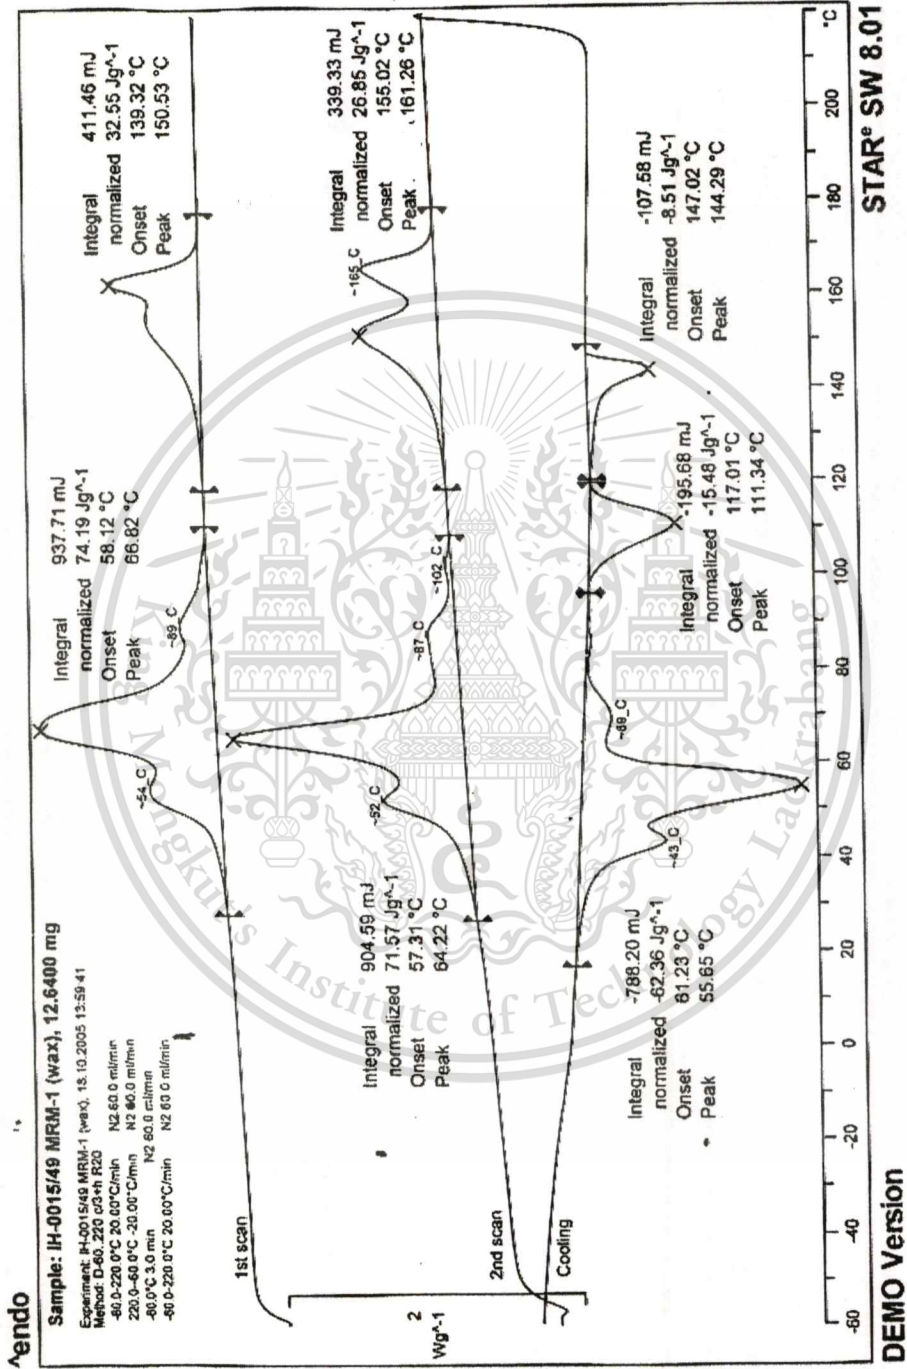 ^endo
Sample: IH-0015/49 MRM-1 (wax), 12.6400 mg
Experiment: IH-0015/49 MRM-1 (wax), 18.10.2005 13:59:41
Method: D-60..220 c/3+h R20
-60.0-220.0°C 20.00°C/min N2 60.0 ml/min
220.0--60.0°C -20.00°C/min N2 60.0 ml/min
-60.0°C 3.0 min N2 60.0 ml/min
-60.0-220.0°C 20.00°C/min N2 60.0 ml/min
1st scan
~54_C
Integral 937.71 mJ
normalized 74.19 Jg^-1
Onset 58.12 °C
Peak 66.82 °C
~89_C
Integral 411.46 mJ
normalized 32.55 Jg^-1
Onset 139.32 °C
Peak 150.53 °C
2nd scan
Integral 904.59 mJ
normalized 71.57 Jg^-1
Onset 57.31 °C
Peak 64.22 °C
~52_C
~87_C
~102_C
Integral 339.33 mJ
normalized 26.85 Jg^-1
Onset 155.02 °C
Peak 161.26 °C
~165_C
Cooling
Integral -788.20 mJ
normalized -62.36 Jg^-1
Onset 61.23 °C
Peak 55.65 °C
~43_C
~69_C
Integral -195.68 mJ
normalized -15.48 Jg^-1
Onset 117.01 °C
Peak 111.34 °C
Integral -107.58 mJ
normalized -8.51 Jg^-1
Onset 147.02 °C
Peak 144.29 °C
2
Wg^-1
-60 -40 -20 0 20 40 60 80 100 120 140 160 180 200 °C
DEMO Version
STARᵉ SW 8.01
King Mongkut's Institute of Technology Ladkrabang